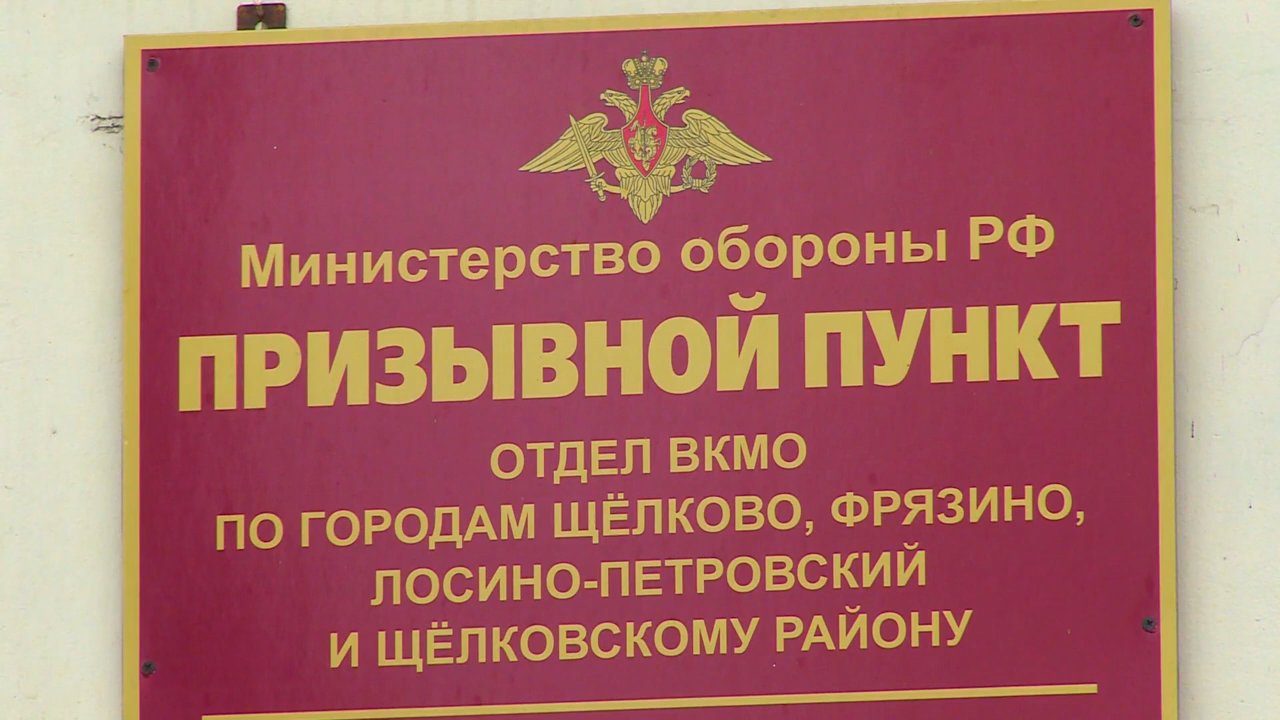 Министерство обороны РФ
ПРИЗЫВНОЙ ПУНКТ
ОТДЕЛ ВКМО
ПО ГОРОДАМ ЩЁЛКОВО, ФРЯЗИНО,
ЛОСИНО-ПЕТРОВСКИЙ
И ЩЁЛКОВСКОМУ РАЙОНУ